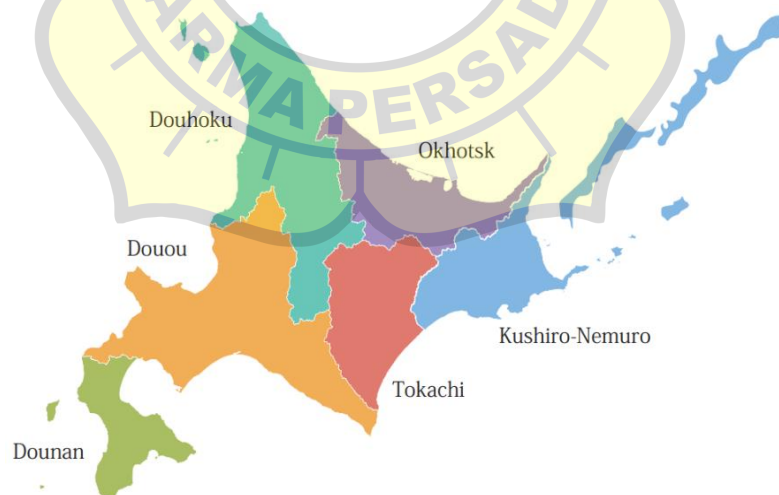 ARMA PERSAD
Douhoku
Okhotsk
Douou
Kushiro-Nemuro
Tokachi
Dounan